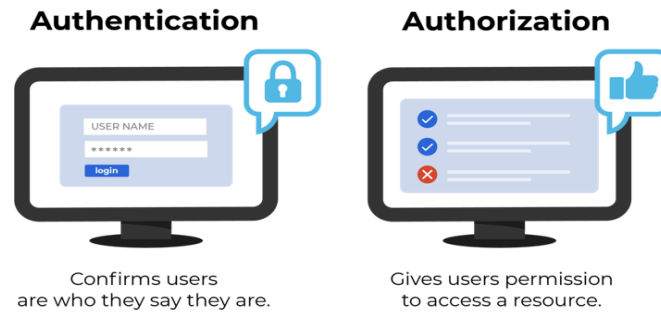 Authentication
USER NAME
******
login
Confirms users
are who they say they are.
Authorization
Gives users permission
to access a resource.